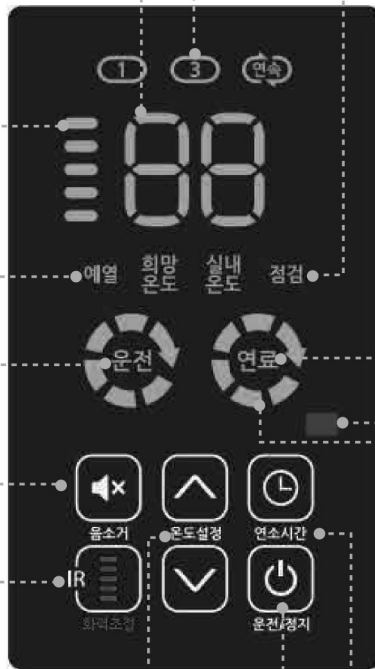 1 3 연속
88
예열 희망 온도 실내 온도 점검
운전 연료
음소거 온도설정 연소시간
IR
화력조절 운전/정지